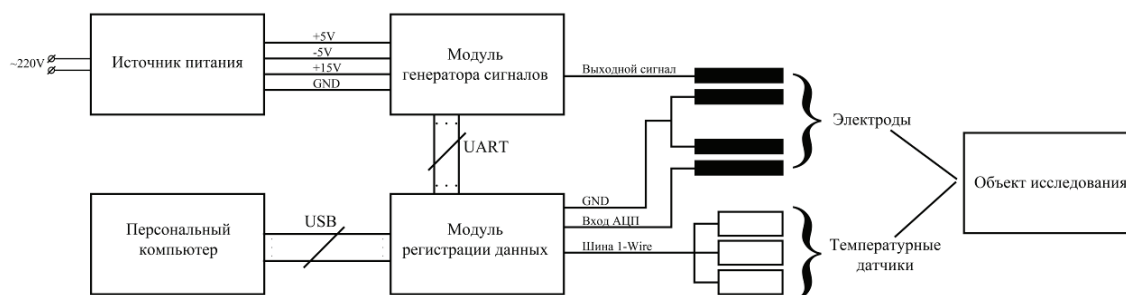 ~220V
Источник питания
+5V
-5V
+15V
GND
Модуль
генератора сигналов
Выходной сигнал
Электроды
UART
Объект исследования
Персональный
компьютер
USB
Модуль
регистрации данных
GND
Вход АЦП
Шина 1-Wire
Температурные
датчики